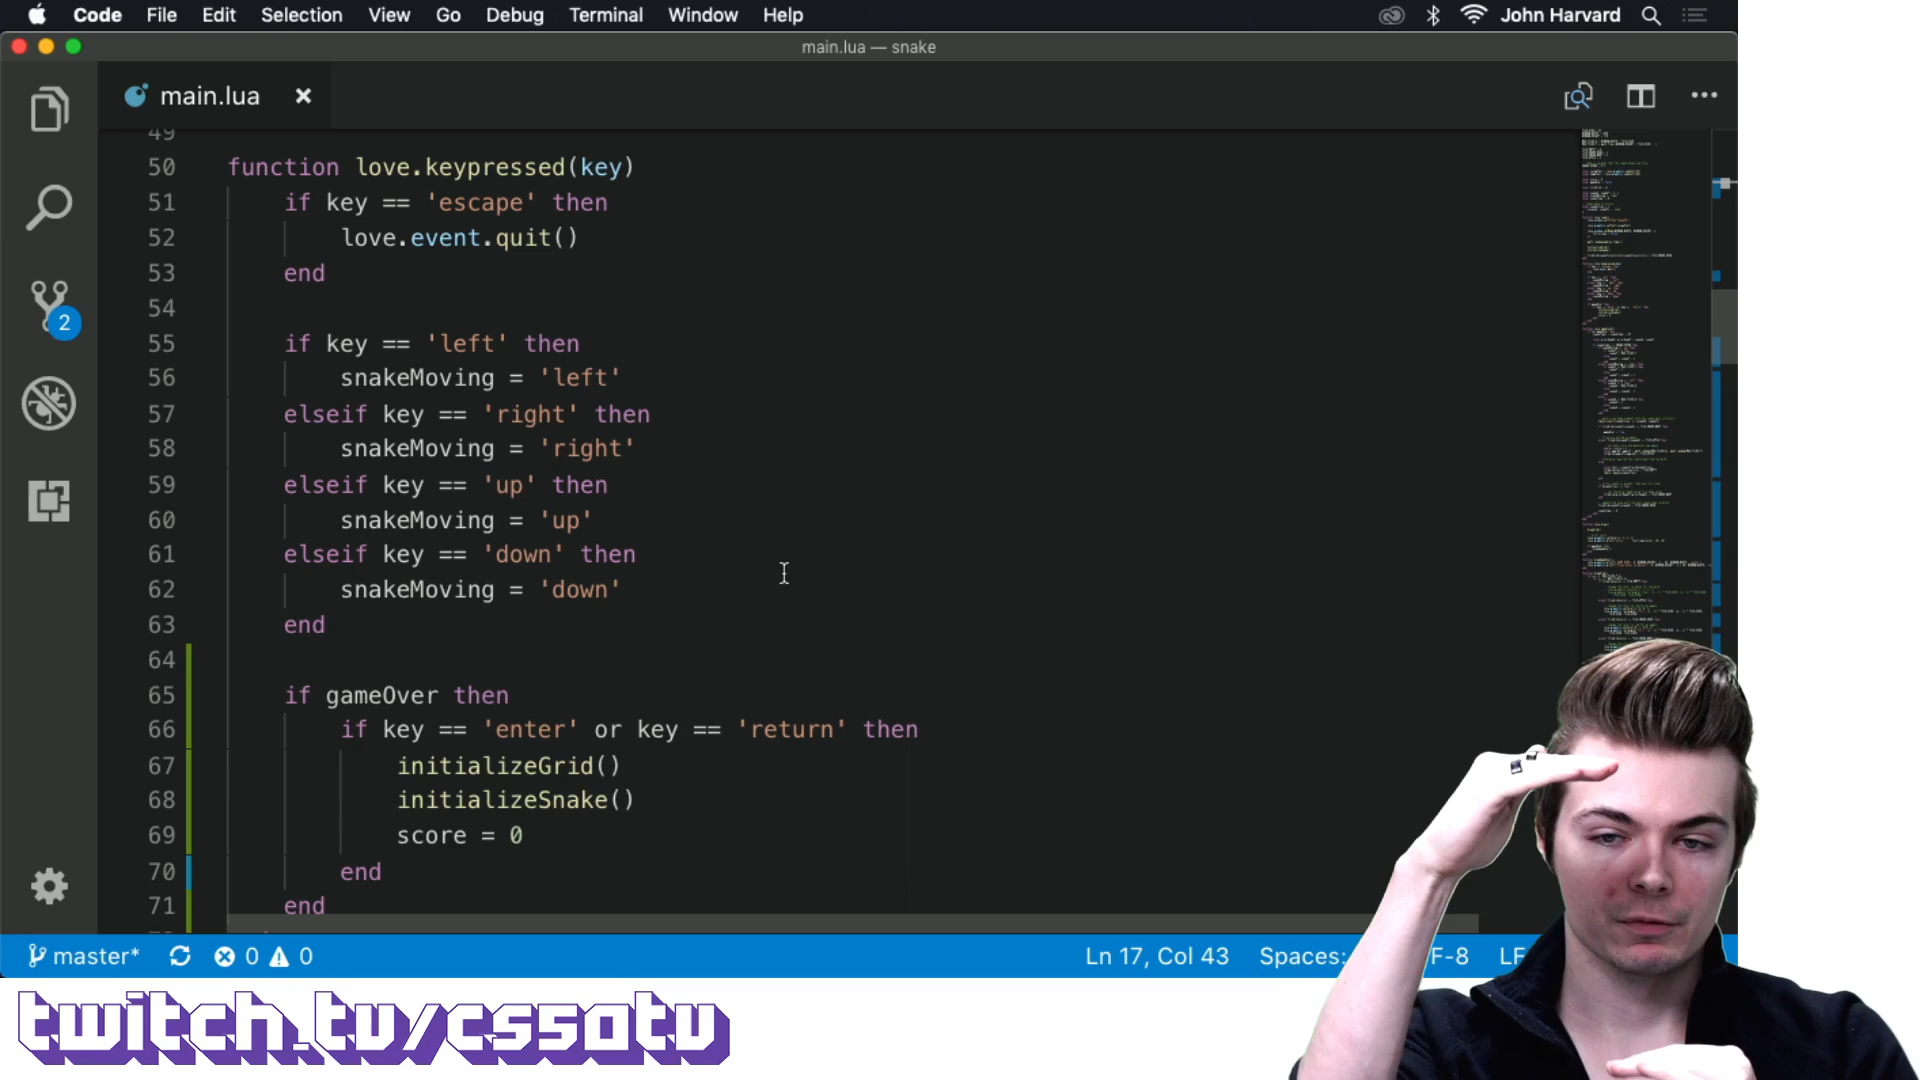 Code File Edit Selection View Go Debug Terminal Window Help John Harvard
main.lua — snake
main.lua
49
50 function love.keypressed(key)
51 if key == 'escape' then
52 love.event.quit()
53 end
54
55 if key == 'left' then
56 snakeMoving = 'left'
57 elseif key == 'right' then
58 snakeMoving = 'right'
59 elseif key == 'up' then
60 snakeMoving = 'up'
61 elseif key == 'down' then
62 snakeMoving = 'down'
63 end
64
65 if gameOver then
66 if key == 'enter' or key == 'return' then
67 initializeGrid()
68 initializeSnake()
69 score = 0
70 end
71 end
2
master* 0 0 Ln 17, Col 43 Spaces: F-8 LF
twitch.tv/cs50tv